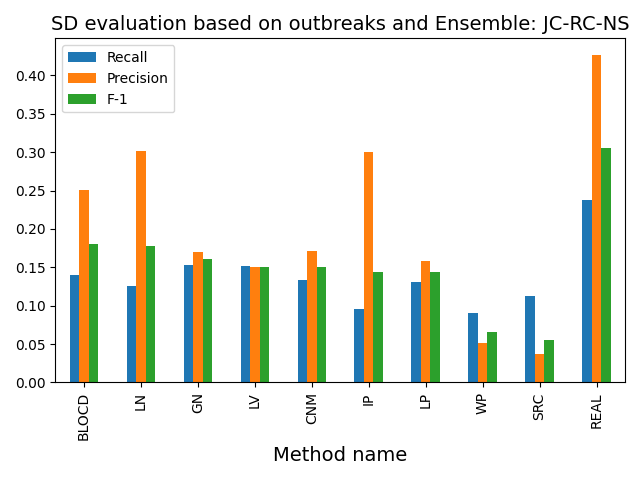 SD evaluation based on outbreaks and Ensemble: JC-RC-NS
Recall
Precision
F-1
0.40
0.35
0.30
0.25
0.20
0.15
0.10
0.05
0.00
BLOCD
LN
GN
LV
CNM
IP
LP
WP
SRC
REAL
Method name